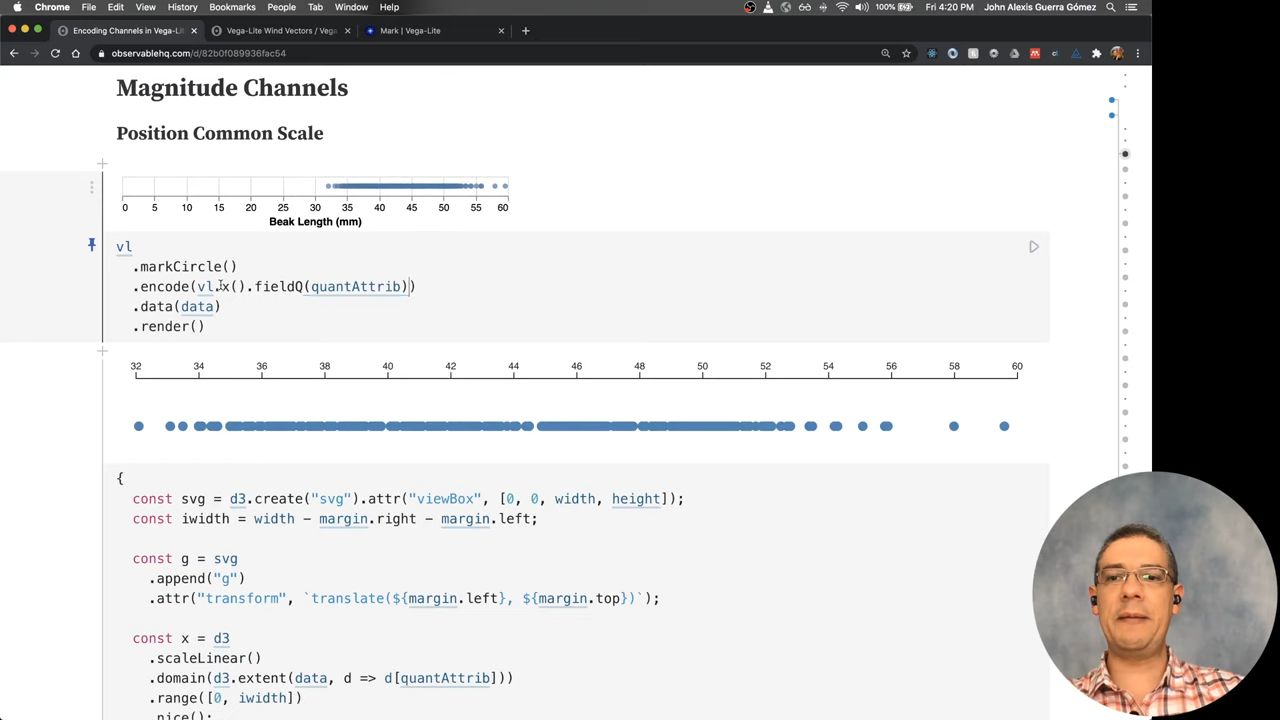 Chrome File Edit View History Bookmarks People Tab Window Help 100% Fri 4:20 PM John Alexis Guerra Gómez
Encoding Channels in Vega-Li Vega-Lite Wind Vectors / Vega Mark | Vega-Lite
observablehq.com/d/82b0f089936fac54
Magnitude Channels
Position Common Scale
0 5 10 15 20 25 30 35 40 45 50 55 60
Beak Length (mm)
vl
.markCircle()
.encode(vl.x().fieldQ(quantAttrib))
.data(data)
.render()
32 34 36 38 40 42 44 46 48 50 52 54 56 58 60
{
const svg = d3.create("svg").attr("viewBox", [0, 0, width, height]);
const iwidth = width - margin.right - margin.left;
const g = svg
.append("g")
.attr("transform", `translate(${margin.left}, ${margin.top})`);
const x = d3
.scaleLinear()
.domain(d3.extent(data, d => d[quantAttrib]))
.range([0, iwidth])
.nice();